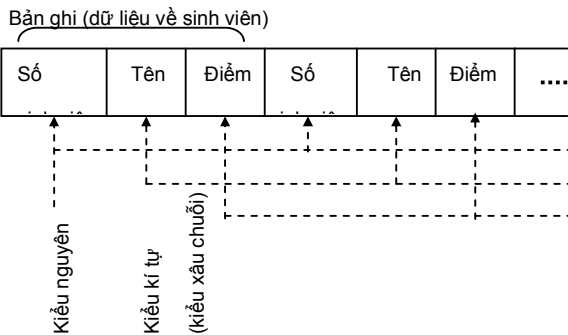 Bản ghi (dữ liệu về sinh viên)
Số Tên Điểm Số Tên Điểm ....
Kiểu nguyên
Kiểu kí tự
(kiểu xâu chuỗi)